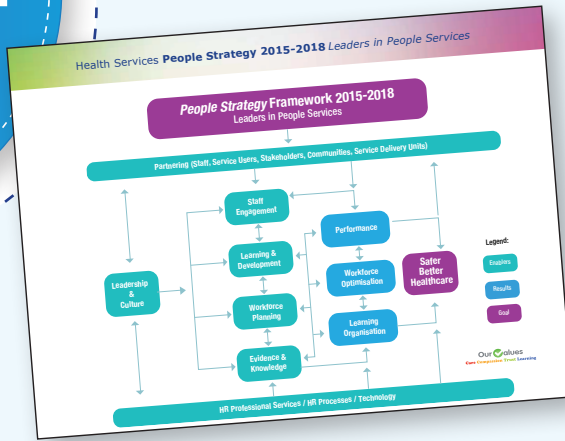 Health Services People Strategy 2015-2018 Leaders in People Services
People Strategy Framework 2015-2018
Leaders in People Services
Partnering (Staff, Service Users, Stakeholders, Communities, Service Delivery Units)
Staff
Engagement
Performance
Learning &
Development
Leadership
&
Culture
Workforce
Optimisation
Safer
Better
Healthcare
Workforce
Planning
Learning
Organisation
Evidence &
Knowledge
HR Professional Services / HR Processes / Technology
Legend:
Enablers
Results
Goal
Our Values
Care Compassion Trust Learning